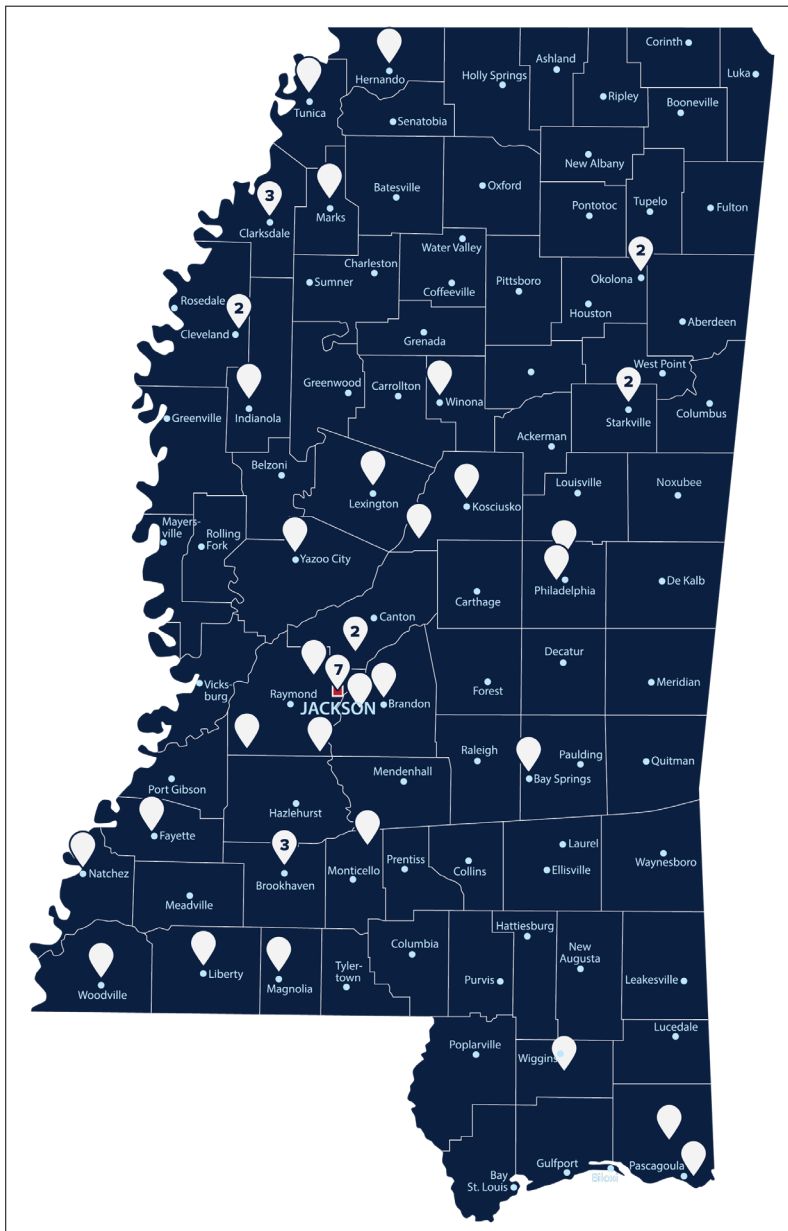 Corinth
Hernando
Ashland
Holly Springs
Luka
Tunica
Ripley
Booneville
Senatobia
New Albany
Batesville
Oxford
3
Marks
Pontotoc
Tupelo
Fulton
Clarksdale
Water Valley
2
Charleston
Okolona
Sumner
Coffeeville
Pittsboro
Rosedale
2
Houston
Aberdeen
Cleveland
Grenada
West Point
Greenwood
Carrollton
2
Winona
Indianola
Greenville
Starkville
Columbus
Ackerman
Belzoni
Lexington
Kosciusko
Louisville
Noxubee
Mayers-
ville
Rolling
Fork
Yazoo City
De Kalb
Philadelphia
Carthage
Canton
2
Decatur
7
Vicks-
burg
Raymond
Forest
Meridian
Brandon
JACKSON
Raleigh
Paulding
Quitman
Mendenhall
Bay Springs
Port Gibson
Hazlehurst
Fayette
3
Laurel
Waynesboro
Prentiss
Natchez
Brookhaven
Monticello
Collins
Ellisville
Meadville
Hattiesburg
Columbia
New
Augusta
Liberty
Tyler-
town
Magnolia
Purvis
Leakesville
Woodville
Lucedale
Poplarville
Wiggins
Gulfport
Pascagoula
Bay
St. Louis
Biloxi